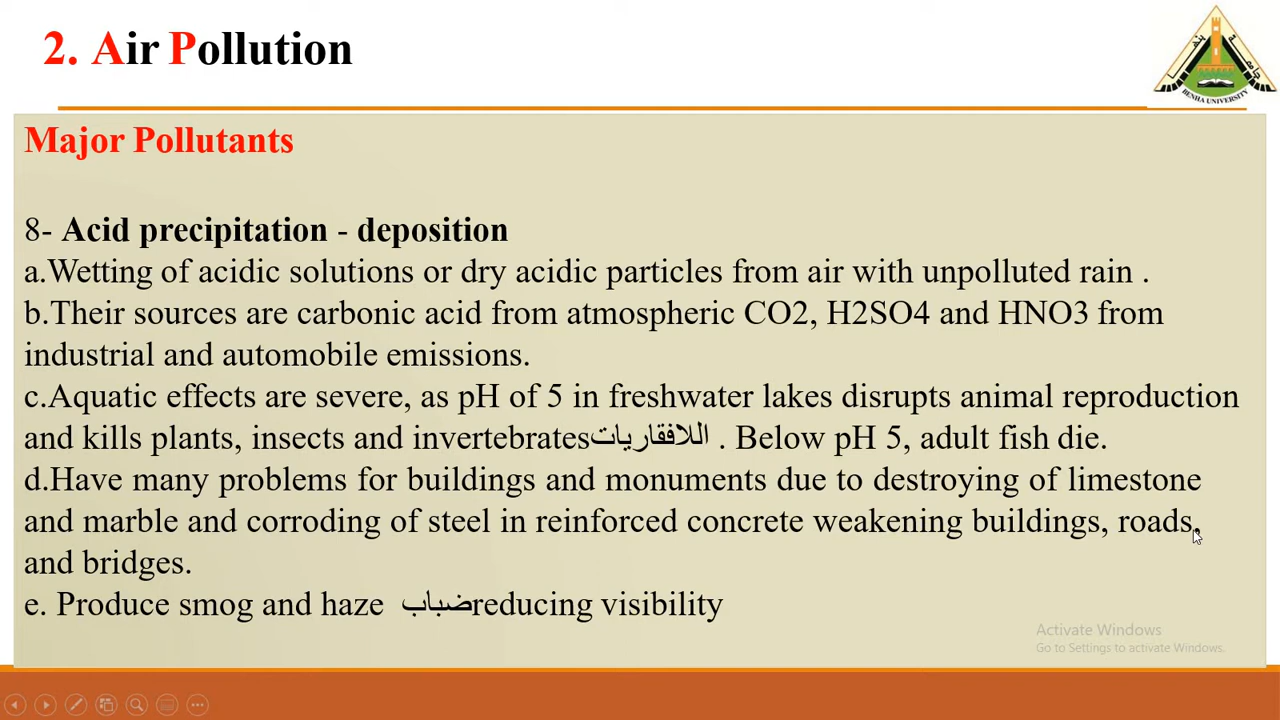 2. Air Pollution
BENHA UNIVERSITY
Major Pollutants
8- Acid precipitation - deposition
a.Wetting of acidic solutions or dry acidic particles from air with unpolluted rain .
b.Their sources are carbonic acid from atmospheric CO2, H2SO4 and HNO3 from
industrial and automobile emissions.
c.Aquatic effects are severe, as pH of 5 in freshwater lakes disrupts animal reproduction
and kills plants, insects and invertebratesاللافقاريات . Below pH 5, adult fish die.
d.Have many problems for buildings and monuments due to destroying of limestone
and marble and corroding of steel in reinforced concrete weakening buildings, roads,
and bridges.
e. Produce smog and haze ضبابreducing visibility
Activate Windows
Go to Settings to activate Windows.